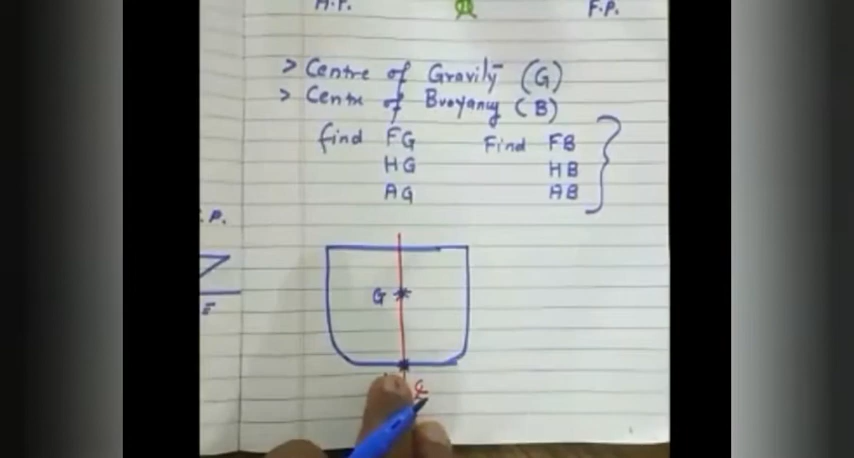 A.P. F.P.
> Centre of Gravity (G)
> Centre of Buoyancy (B)
find FG Find FB
HG HB
AG AB
.P.
G
℄